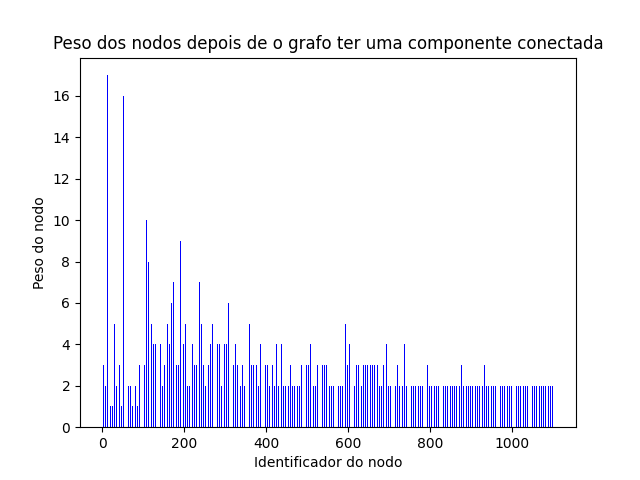 Peso dos nodos depois de o grafo ter uma componente conectada
16
14
12
10
8
6
4
2
0
Peso do nodo
0 200 400 600 800 1000
Identificador do nodo